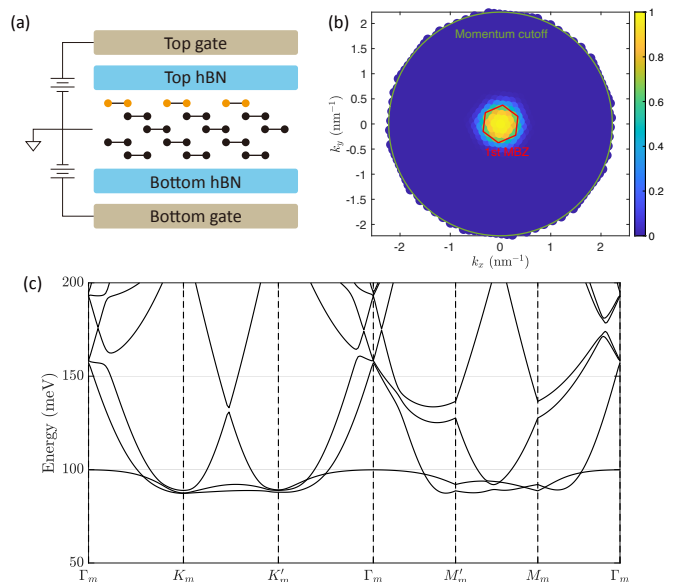 (a)
Top gate
Top hBN
Bottom hBN
Bottom gate
(b)
Momentum cutoff
1st MBZ
k_y (nm⁻¹)
2
1.5
1
0.5
0
-0.5
-1
-1.5
-2
-2 -1 0 1 2
k_x (nm⁻¹)
1
0.8
0.6
0.4
0.2
0
(c)
Energy (meV)
200
150
100
50
Γ_m K_m K′_m Γ_m M′_m M_m Γ_m